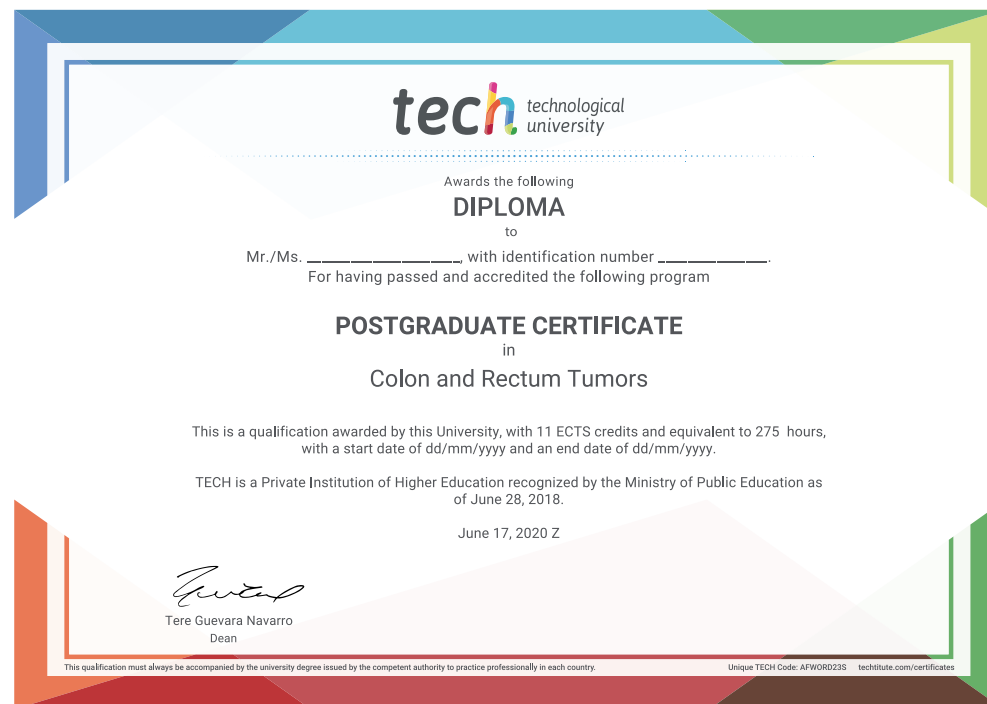 tech technological
university
Awards the following
DIPLOMA
to
Mr./Ms. ____________________, with identification number ______________.
For having passed and accredited the following program
POSTGRADUATE CERTIFICATE
in
Colon and Rectum Tumors
This is a qualification awarded by this University, with 11 ECTS credits and equivalent to 275 hours,
with a start date of dd/mm/yyyy and an end date of dd/mm/yyyy.
TECH is a Private Institution of Higher Education recognized by the Ministry of Public Education as
of June 28, 2018.
June 17, 2020 Z
Tere Guevara Navarro
Dean
This qualification must always be accompanied by the university degree issued by the competent authority to practice professionally in each country.
Unique TECH Code: AFWORD23S techtitute.com/certificates